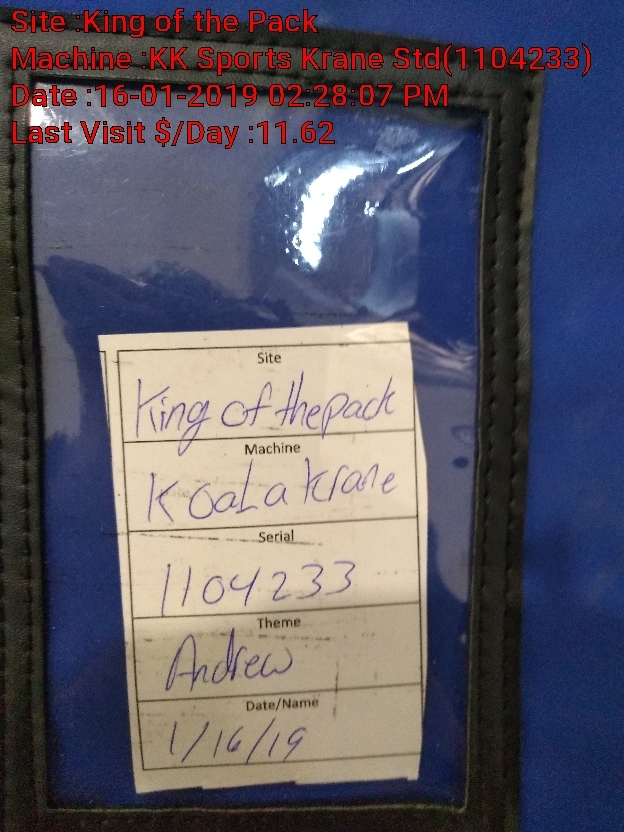 Site :King of the Pack
Machine :KK Sports Krane Std(1104233)
Date :16-01-2019 02:28:07 PM
Last Visit $/Day :11.62
Site
King of the pack
Machine
Koala Krane
Serial
1104233
Theme
Andrew
Date/Name
1/16/19